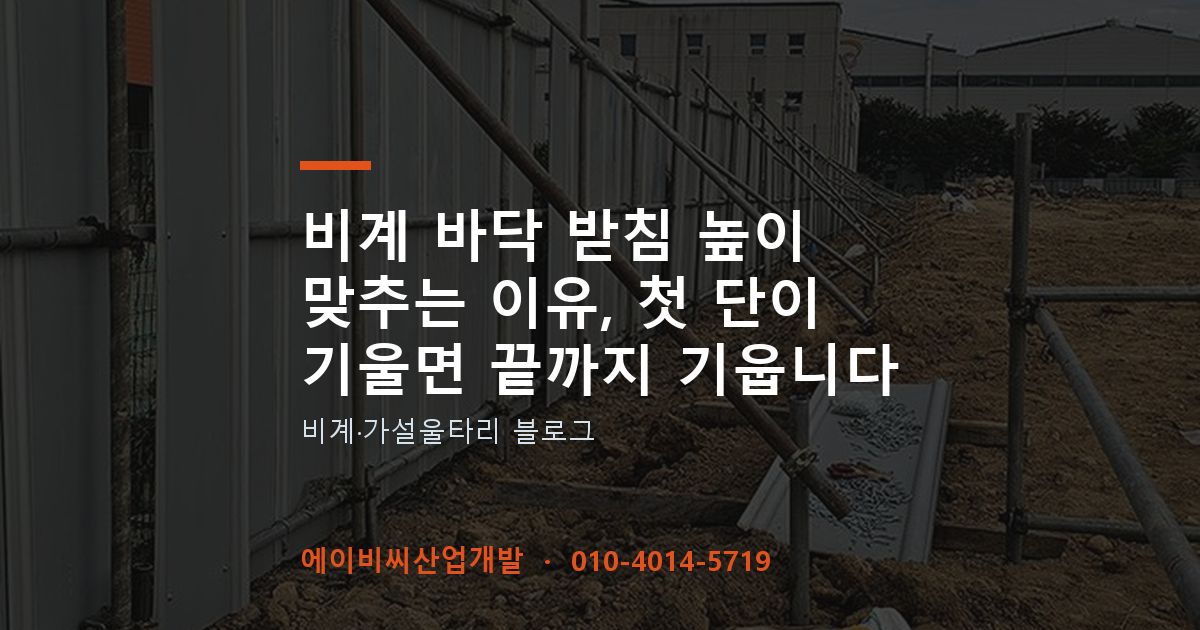 비계 바닥 받침 높이
맞추는 이유, 첫 단이
기울면 끝까지 기웁니다
비계·가설울타리 블로그
에이비씨산업개발 · 010-4014-5719